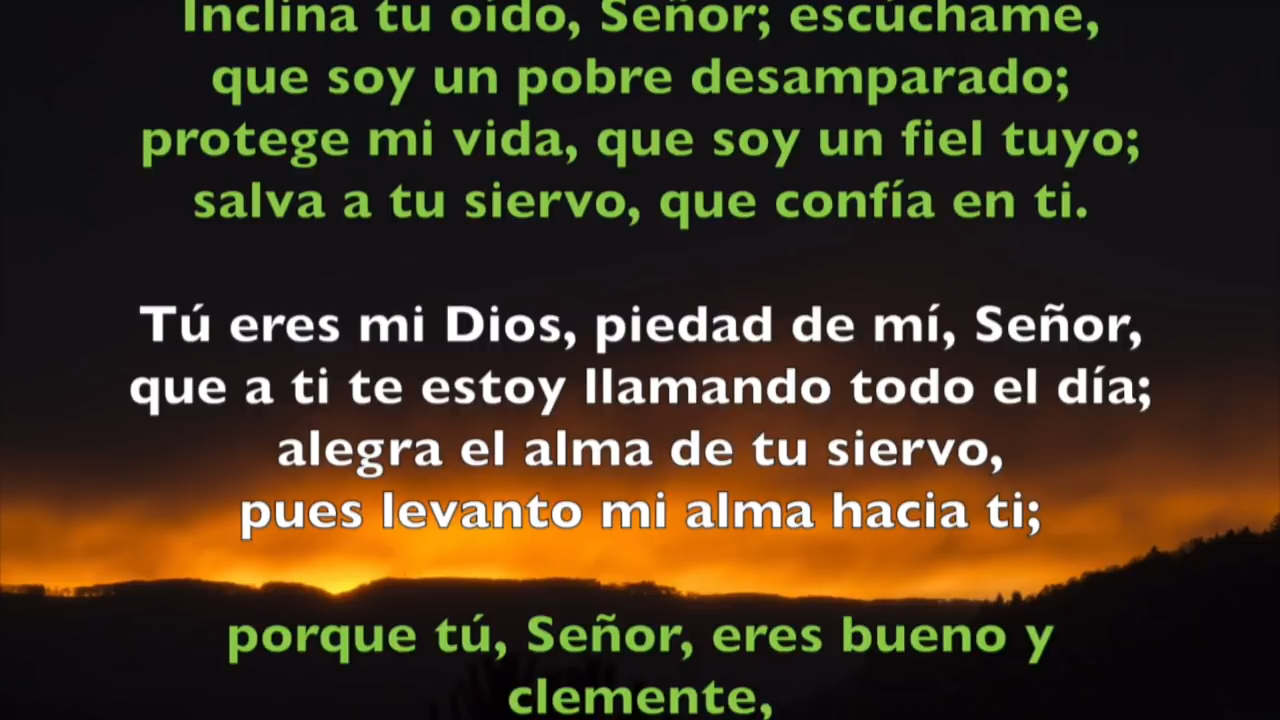 Inclina tu oído, Señor; escúchame,
que soy un pobre desamparado;
protege mi vida, que soy un fiel tuyo;
salva a tu siervo, que confía en ti.
Tú eres mi Dios, piedad de mí, Señor,
que a ti te estoy llamando todo el día;
alegra el alma de tu siervo,
pues levanto mi alma hacia ti;
porque tú, Señor, eres bueno y
clemente,